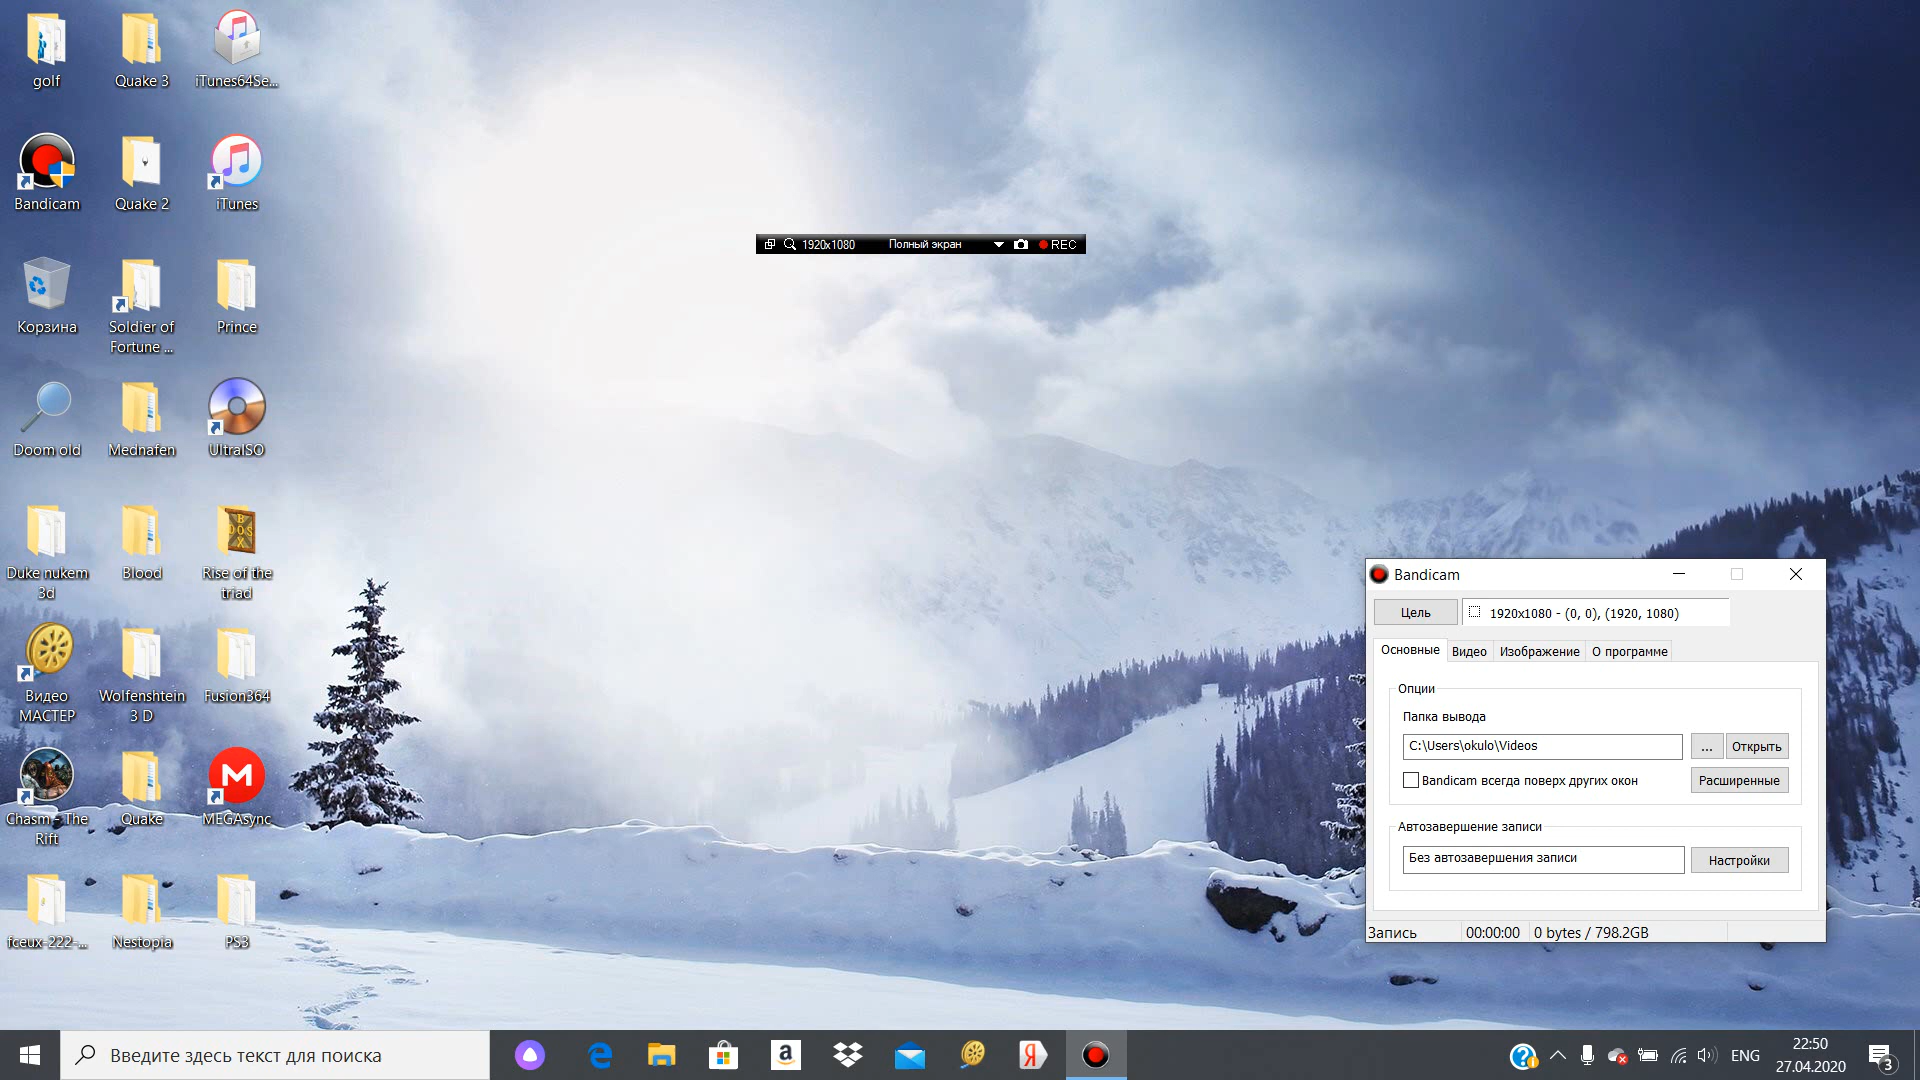 golf
Quake 3
iTunes64Se...
Bandicam
Quake 2
iTunes
Корзина
Soldier of
Fortune ...
Prince
Doom old
Mednafen
UltraISO
Duke nukem
3d
Blood
Rise of the
triad
Видео
МАСТЕР
Wolfenshtein
3 D
Fusion364
Chasm - The
Rift
Quake
MEGAsync
fceux-222-...
Nestopia
PS3
1920x1080 Полный экран REC
Bandicam
Цель 1920x1080 - (0, 0), (1920, 1080)
Основные Видео Изображение О программе
Опции
Папка вывода
C:\Users\okulo\Videos ... Открыть
Bandicam всегда поверх других окон Расширенные
Автозавершение записи
Без автозавершения записи Настройки
Запись 00:00:00 0 bytes / 798.2GB
Введите здесь текст для поиска
ENG
22:50
27.04.2020
3